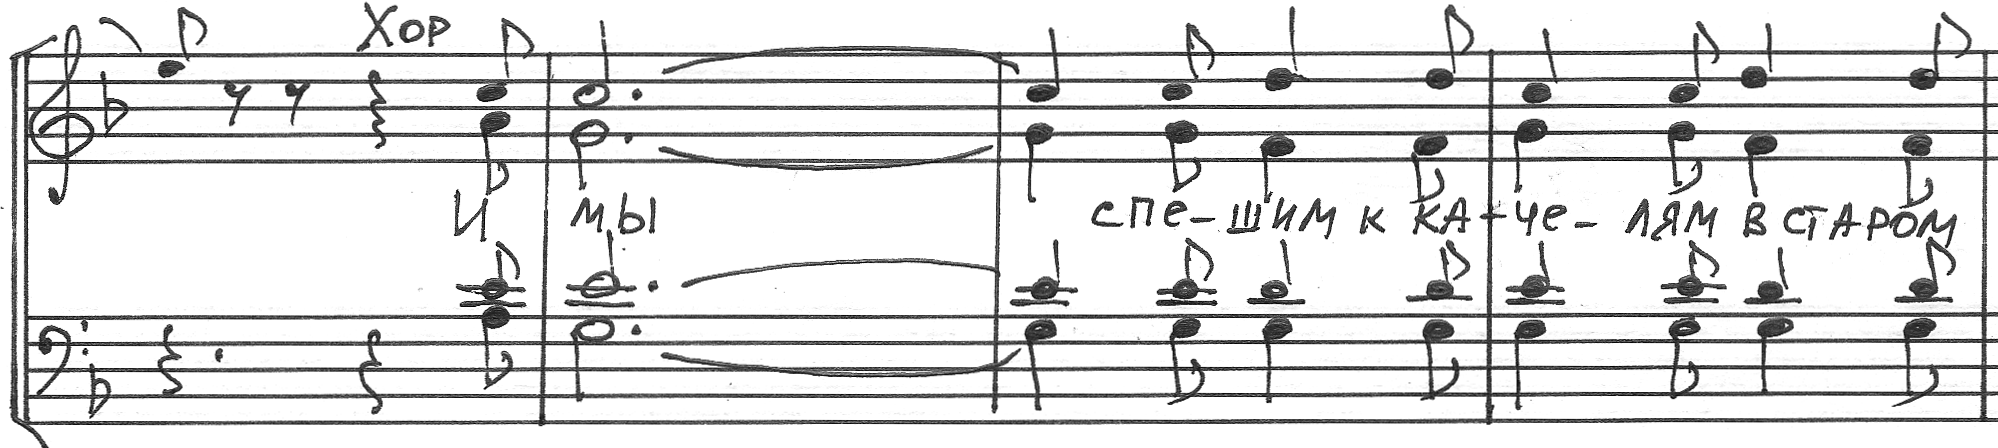 Хор
И мы спе-шим к ка-че-лям в старом